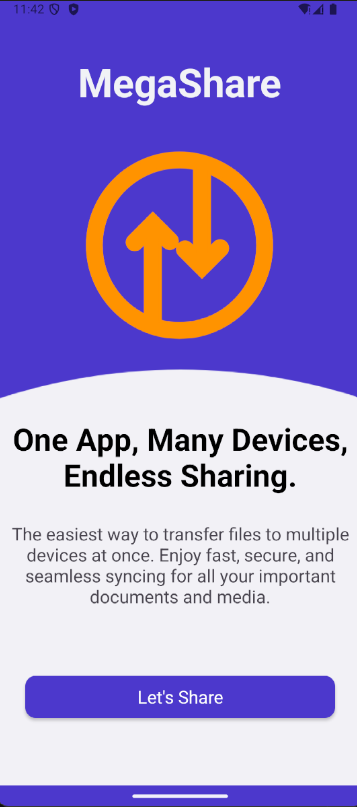 11:42
MegaShare
One App, Many Devices,
Endless Sharing.
The easiest way to transfer files to multiple
devices at once. Enjoy fast, secure, and
seamless syncing for all your important
documents and media.
Let's Share